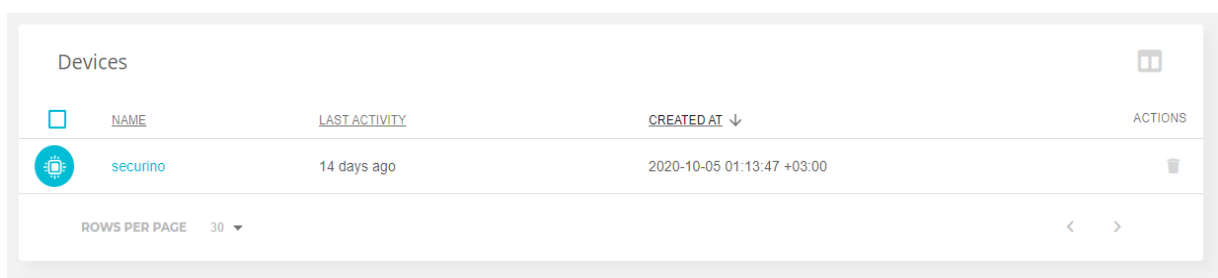 Devices
NAME LAST ACTIVITY CREATED AT ACTIONS
securino 14 days ago 2020-10-05 01:13:47 +03:00
ROWS PER PAGE 30